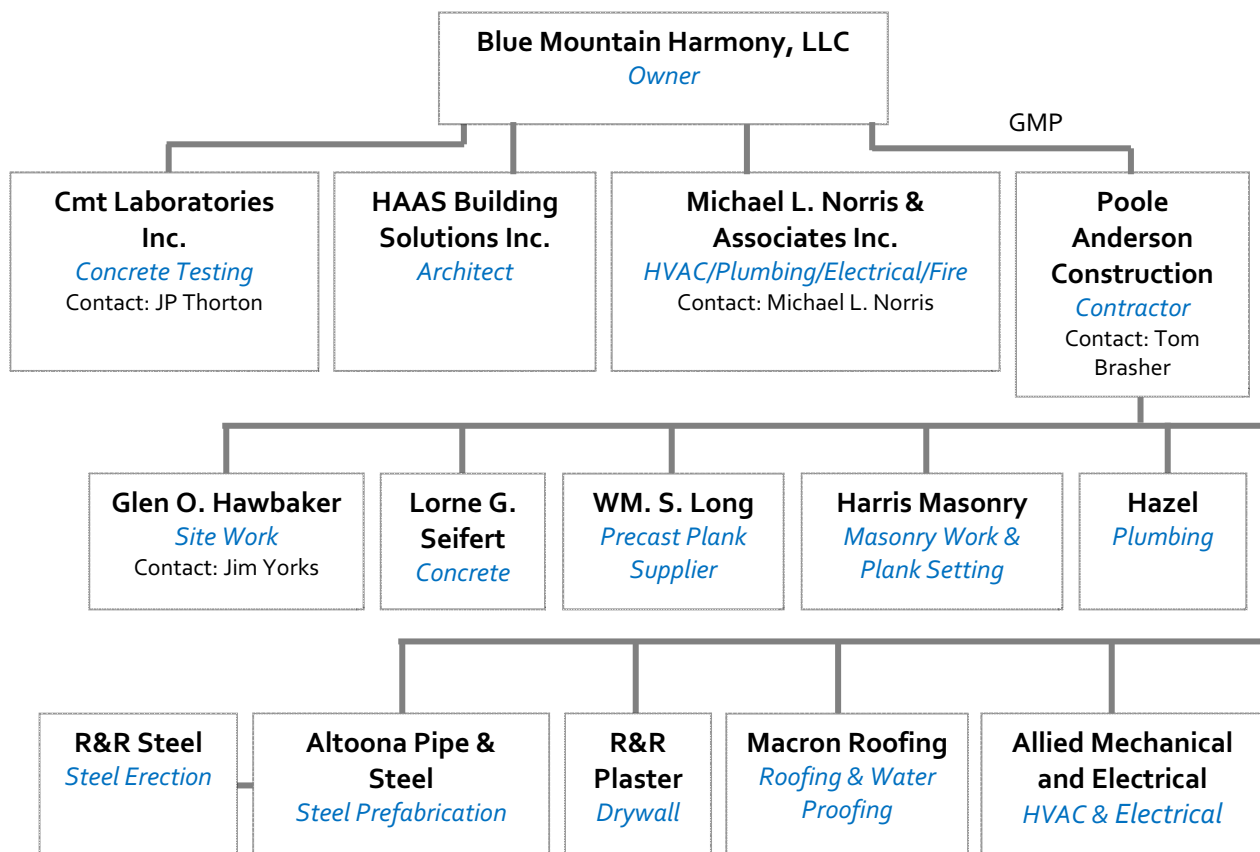 Blue Mountain Harmony, LLC
Owner
GMP
Cmt Laboratories
Inc.
Concrete Testing
Contact: JP Thorton
HAAS Building
Solutions Inc.
Architect
Michael L. Norris &
Associates Inc.
HVAC/Plumbing/Electrical/Fire
Contact: Michael L. Norris
Poole
Anderson
Construction
Contractor
Contact: Tom
Brasher
Glen O. Hawbaker
Site Work
Contact: Jim Yorks
Lorne G.
Seifert
Concrete
WM. S. Long
Precast Plank
Supplier
Harris Masonry
Masonry Work &
Plank Setting
Hazel
Plumbing
R&R Steel
Steel Erection
Altoona Pipe &
Steel
Steel Prefabrication
R&R
Plaster
Drywall
Macron Roofing
Roofing & Water
Proofing
Allied Mechanical
and Electrical
HVAC & Electrical